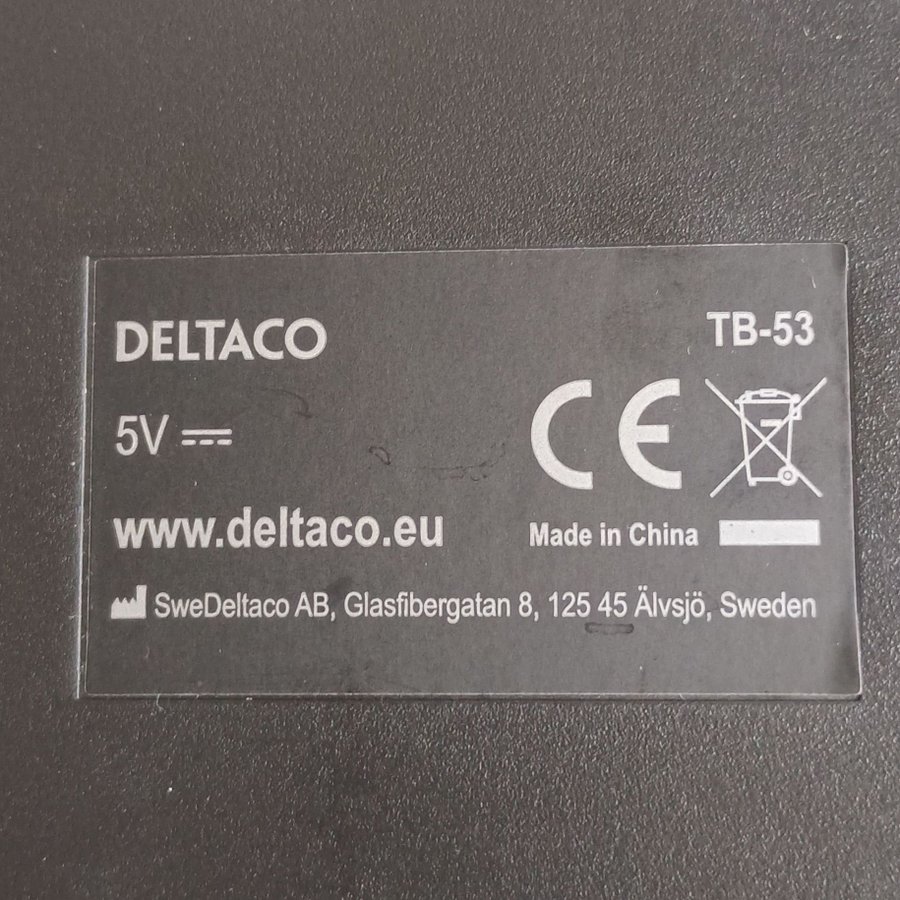 DELTACO
TB-53
5V
CE
www.deltaco.eu
Made in China
SweDeltaco AB, Glasfibergatan 8, 125 45 Älvsjö, Sweden